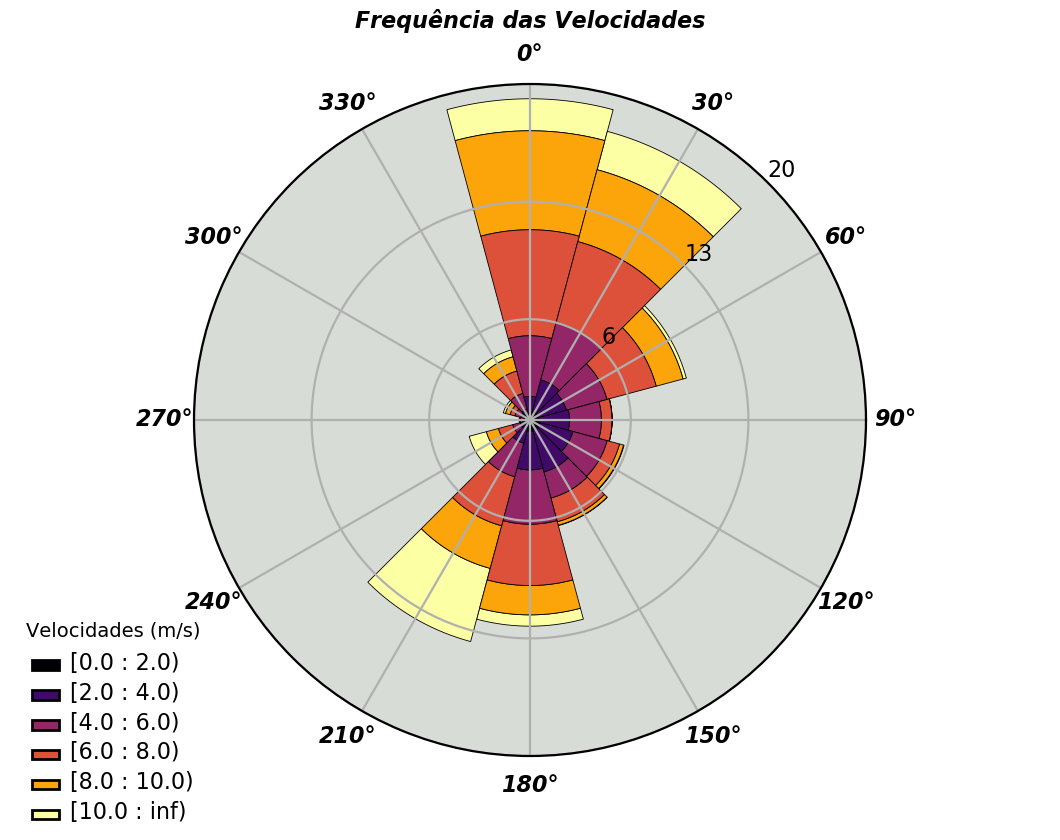 Frequência das Velocidades
0°
330°
30°
20
300°
60°
13
6
270°
90°
240°
120°
210°
150°
180°
Velocidades (m/s)
[0.0 : 2.0)
[2.0 : 4.0)
[4.0 : 6.0)
[6.0 : 8.0)
[8.0 : 10.0)
[10.0 : inf)